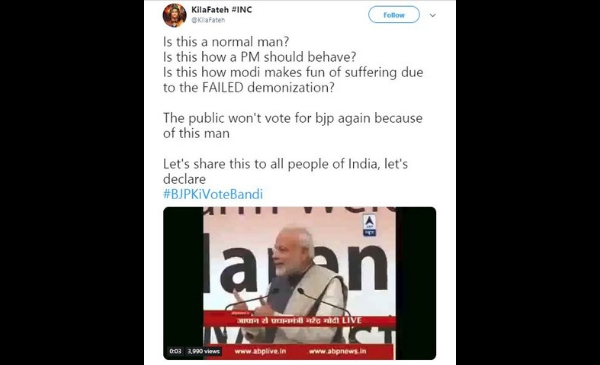 KilaFateh #INC
@KilaFateh
Follow
Is this a normal man?
Is this how a PM should behave?
Is this how modi makes fun of suffering due
to the FAILED demonization?
The public won't vote for bjp again because
of this man
Let's share this to all people of India, let's
declare
#BJPKiVoteBandi
जापान से प्रधानमंत्री नरेंद्र मोदी LIVE
0:03 3,990 views
www.abplive.in www.abpnews.in